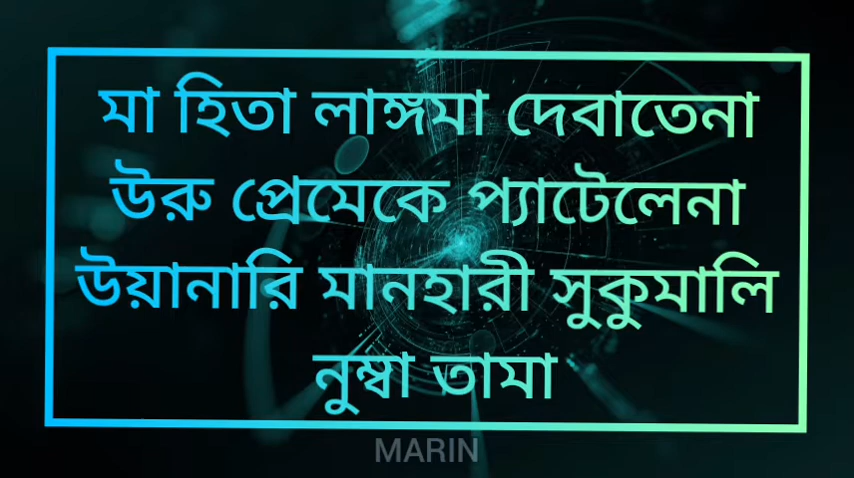 মা হিতা লাঙ্গমা দেবাতেনা
উরু প্রেমেকে প্যাটেলেনা
উয়ানারি মানহারী সুকুমালি
নুম্বা তামা
MARIN